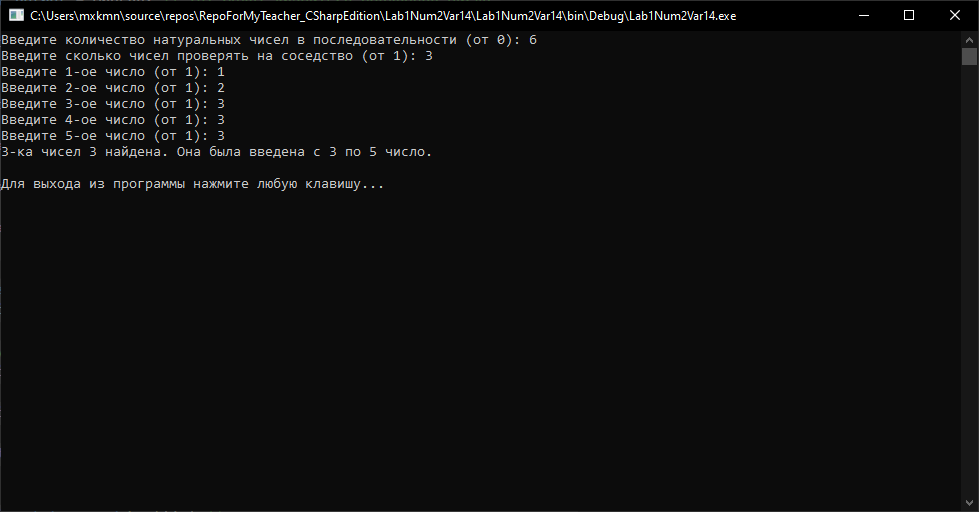 C:\Users\mxkmn\source\repos\RepoForMyTeacher_CSharpEdition\Lab1Num2Var14\Lab1Num2Var14\bin\Debug\Lab1Num2Var14.exe
Введите количество натуральных чисел в последовательности (от 0): 6
Введите сколько чисел проверять на соседство (от 1): 3
Введите 1-ое число (от 1): 1
Введите 2-ое число (от 1): 2
Введите 3-ое число (от 1): 3
Введите 4-ое число (от 1): 3
Введите 5-ое число (от 1): 3
3-ка чисел 3 найдена. Она была введена с 3 по 5 число.
Для выхода из программы нажмите любую клавишу...